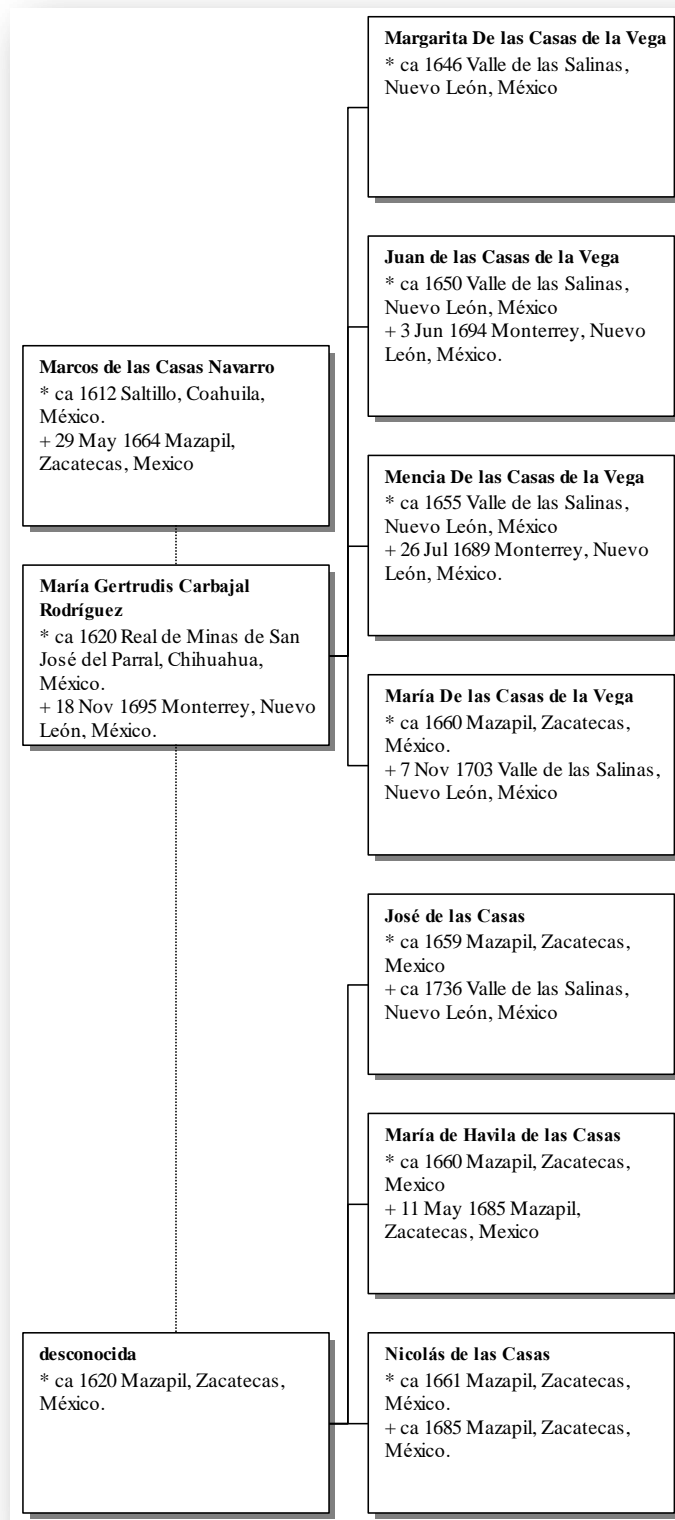 Margarita De las Casas de la Vega
* ca 1646 Valle de las Salinas,
Nuevo León, México
Juan de las Casas de la Vega
* ca 1650 Valle de las Salinas,
Nuevo León, México
+ 3 Jun 1694 Monterrey, Nuevo
León, México.
Marcos de las Casas Navarro
* ca 1612 Saltillo, Coahuila,
México.
+ 29 May 1664 Mazapil,
Zacatecas, Mexico
Mencia De las Casas de la Vega
* ca 1655 Valle de las Salinas,
Nuevo León, México
+ 26 Jul 1689 Monterrey, Nuevo
León, México.
María Gertrudis Carbajal
Rodríguez
* ca 1620 Real de Minas de San
José del Parral, Chihuahua,
México.
+ 18 Nov 1695 Monterrey, Nuevo
León, México.
María De las Casas de la Vega
* ca 1660 Mazapil, Zacatecas,
México.
+ 7 Nov 1703 Valle de las Salinas,
Nuevo León, México
José de las Casas
* ca 1659 Mazapil, Zacatecas,
Mexico
+ ca 1736 Valle de las Salinas,
Nuevo León, México
María de Havila de las Casas
* ca 1660 Mazapil, Zacatecas,
Mexico
+ 11 May 1685 Mazapil,
Zacatecas, Mexico
desconocida
* ca 1620 Mazapil, Zacatecas,
México.
Nicolás de las Casas
* ca 1661 Mazapil, Zacatecas,
México.
+ ca 1685 Mazapil, Zacatecas,
México.